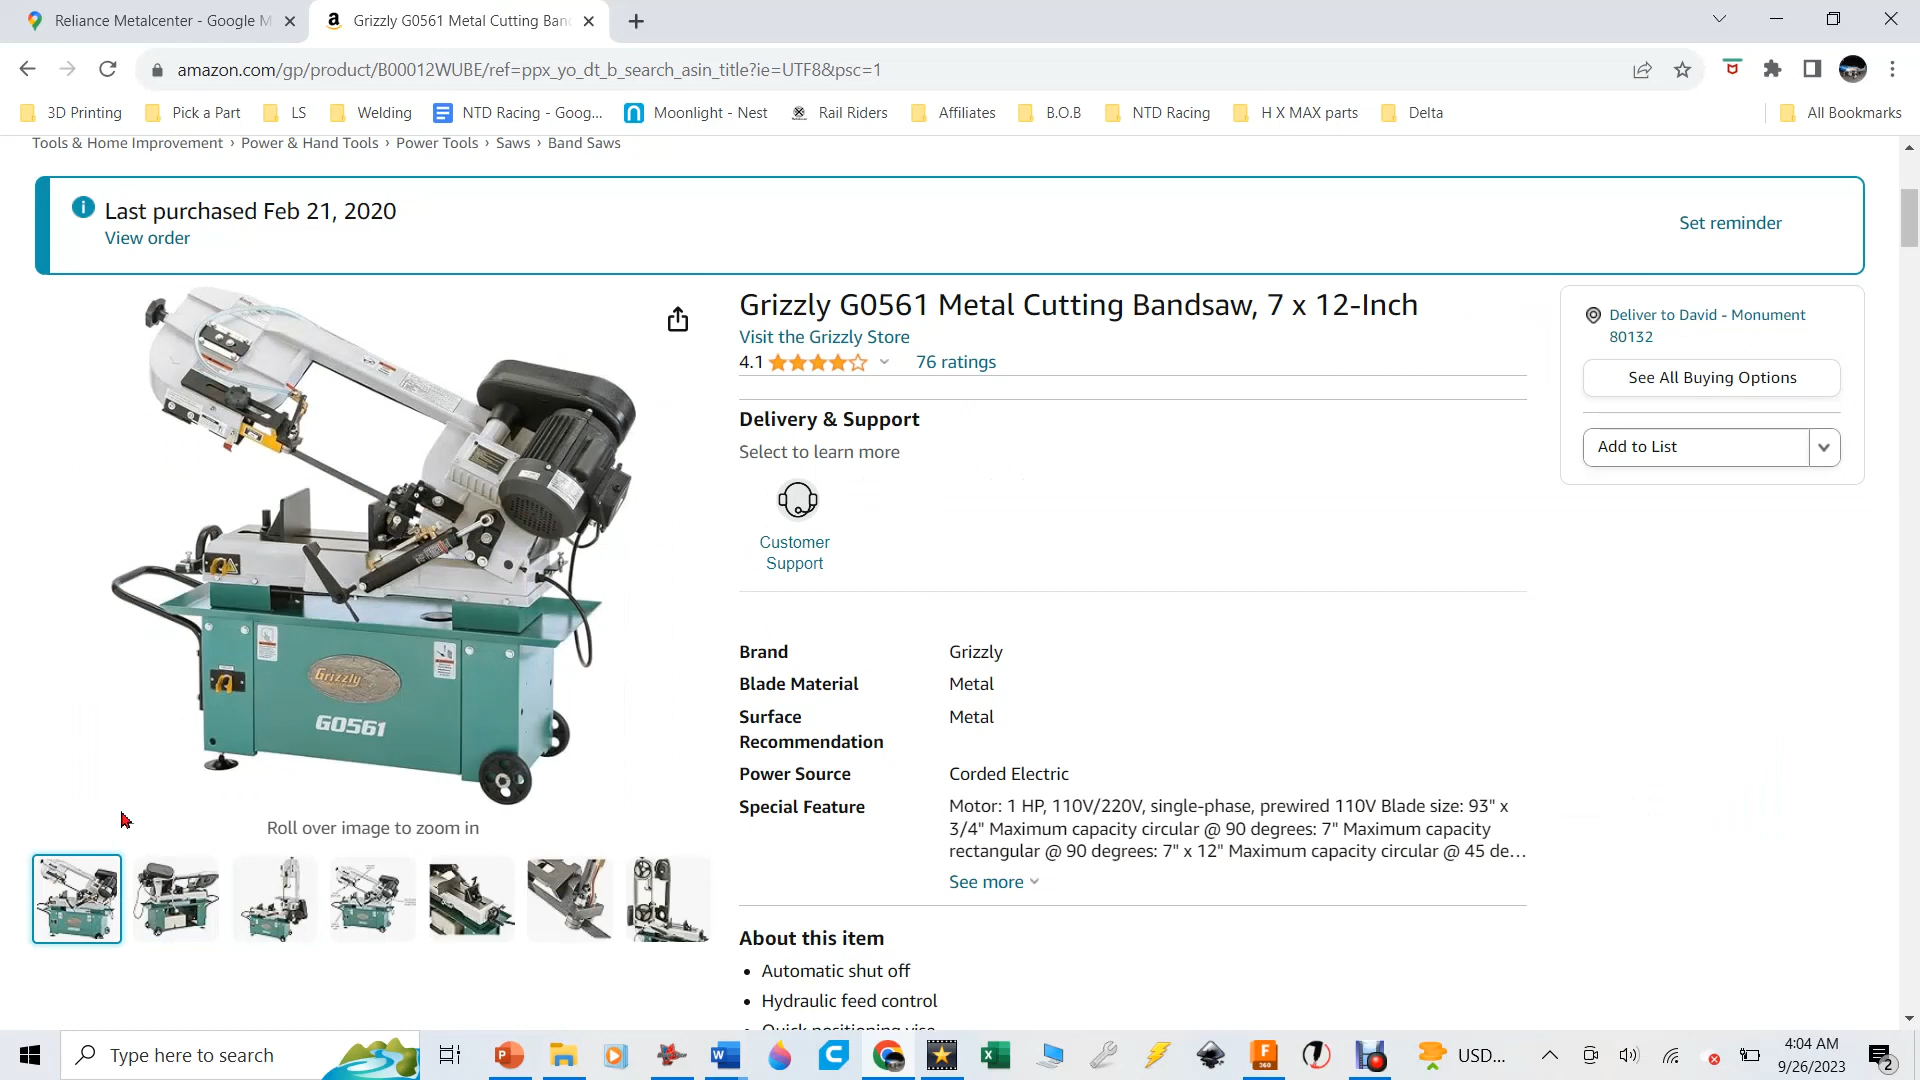 Reliance Metalcenter - Google M
Grizzly G0561 Metal Cutting Ban
amazon.com/gp/product/B00012WUBE/ref=ppx_yo_dt_b_search_asin_title?ie=UTF8&psc=1
3D Printing
Pick a Part
LS
Welding
NTD Racing - Goog...
Moonlight - Nest
Rail Riders
Affiliates
B.O.B
NTD Racing
H X MAX parts
Delta
All Bookmarks
Tools & Home Improvement › Power & Hand Tools › Power Tools › Saws › Band Saws
Last purchased Feb 21, 2020
View order
Set reminder
Grizzly G0561 Metal Cutting Bandsaw, 7 x 12-Inch
Visit the Grizzly Store
4.1
76 ratings
Deliver to David - Monument
80132
See All Buying Options
Add to List
Delivery & Support
Select to learn more
Customer
Support
Grizzly
G0561
Roll over image to zoom in
Brand Grizzly
Blade Material Metal
Surface Metal
Recommendation
Power Source Corded Electric
Special Feature Motor: 1 HP, 110V/220V, single-phase, prewired 110V Blade size: 93" x
3/4" Maximum capacity circular @ 90 degrees: 7" Maximum capacity
rectangular @ 90 degrees: 7" x 12" Maximum capacity circular @ 45 de...
See more
About this item
• Automatic shut off
• Hydraulic feed control
• Quick positioning vise
Type here to search
USD...
4:04 AM
9/26/2023
2